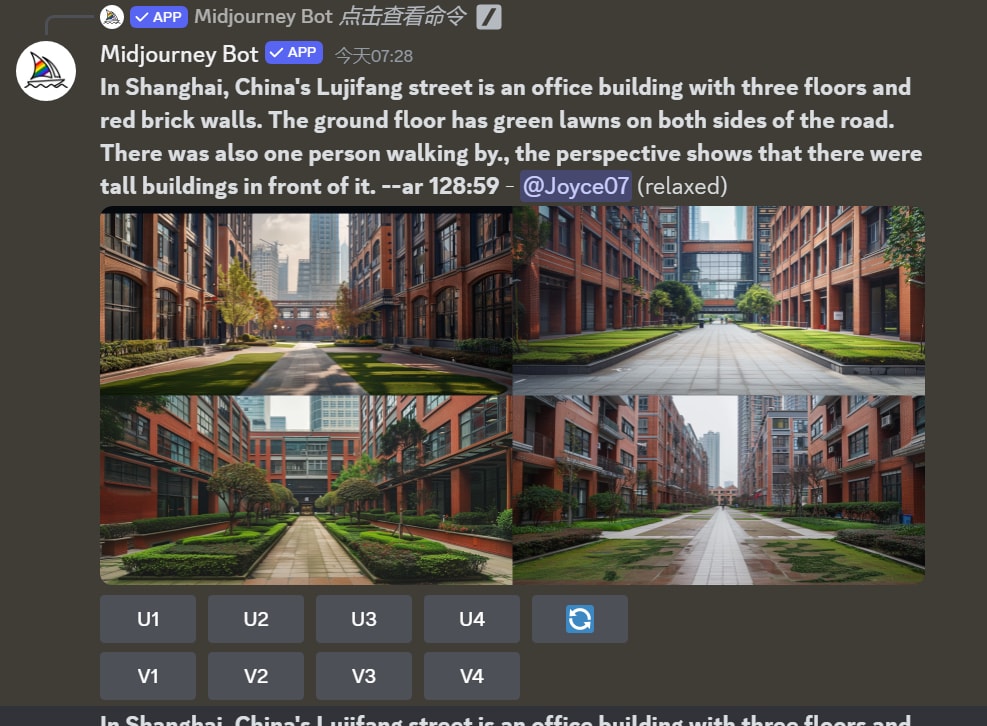 APP Midjourney Bot 点击查看命令 /
Midjourney Bot APP 今天07:28
In Shanghai, China's Lujifang street is an office building with three floors and
red brick walls. The ground floor has green lawns on both sides of the road.
There was also one person walking by., the perspective shows that there were
tall buildings in front of it. --ar 128:59 - @Joyce07 (relaxed)
U1 U2 U3 U4
V1 V2 V3 V4
In Shanghai, China's Lujifang street is an office building with three floors and